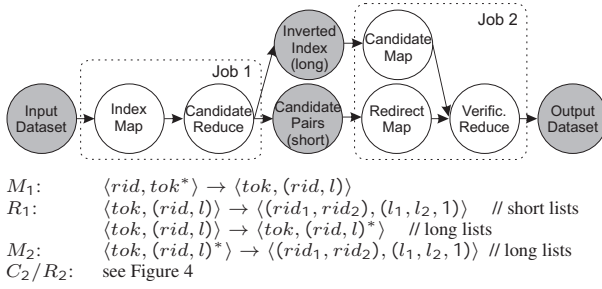 Job 1
Job 2
Input
Dataset
Index
Map
Candidate
Reduce
Inverted
Index
(long)
Candidate
Pairs
(short)
Candidate
Map
Redirect
Map
Verific.
Reduce
Output
Dataset
M₁: ⟨rid, tok*⟩ → ⟨tok, (rid, l)⟩
R₁: ⟨tok, (rid, l)⟩ → ⟨(rid₁, rid₂), (l₁, l₂, 1)⟩ // short lists
⟨tok, (rid, l)⟩ → ⟨tok, (rid, l)*⟩ // long lists
M₂: ⟨tok, (rid, l)*⟩ → ⟨(rid₁, rid₂), (l₁, l₂, 1)⟩ // long lists
C₂/R₂: see Figure 4